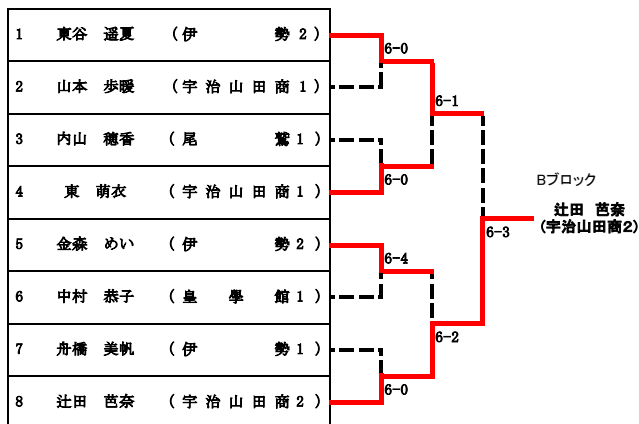 1 東谷 遥夏 (伊 勢2)
2 山本 歩暖 (宇治山田商1)
3 内山 穂香 (尾 鷲1)
4 東 萌衣 (宇治山田商1)
5 金森 めい (伊 勢2)
6 中村 恭子 (皇 學 館1)
7 舟橋 美帆 (伊 勢1)
8 辻田 芭奈 (宇治山田商2)
6-0
6-1
6-0
6-4
6-2
6-0
6-3
Bブロック
辻田 芭奈
(宇治山田商2)